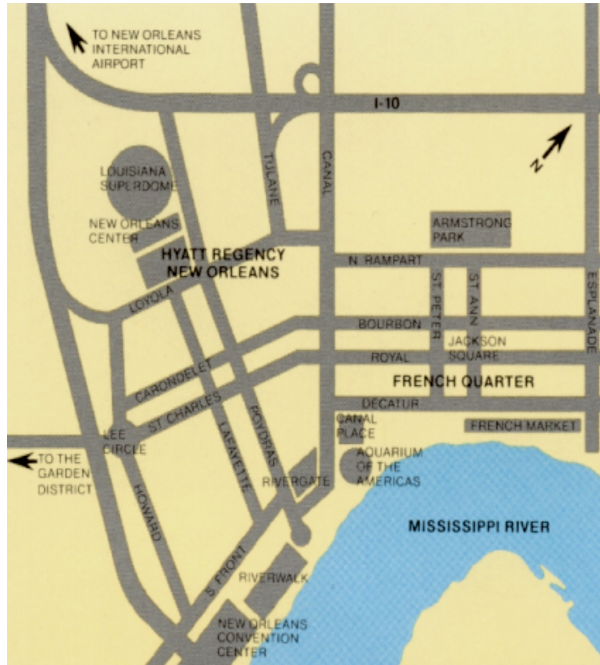 TO NEW ORLEANS
INTERNATIONAL
AIRPORT
I-10
N
LOUISIANA
SUPERDOME
TULANE
CANAL
NEW ORLEANS
CENTER
ARMSTRONG
PARK
HYATT REGENCY
NEW ORLEANS
N. RAMPART
LOYOLA
ST. PETER
ST. ANN
ESPLANADE
BOURBON
JACKSON
SQUARE
ROYAL
CARONDELET
FRENCH QUARTER
ST. CHARLES
DECATUR
LEE
CIRCLE
POYDRAS
LAFAYETTE
CANAL
PLACE
FRENCH MARKET
TO THE
GARDEN
DISTRICT
HOWARD
RIVERGATE
AQUARIUM
OF THE
AMERICAS
MISSISSIPPI RIVER
S. FRONT
RIVERWALK
NEW ORLEANS
CONVENTION
CENTER